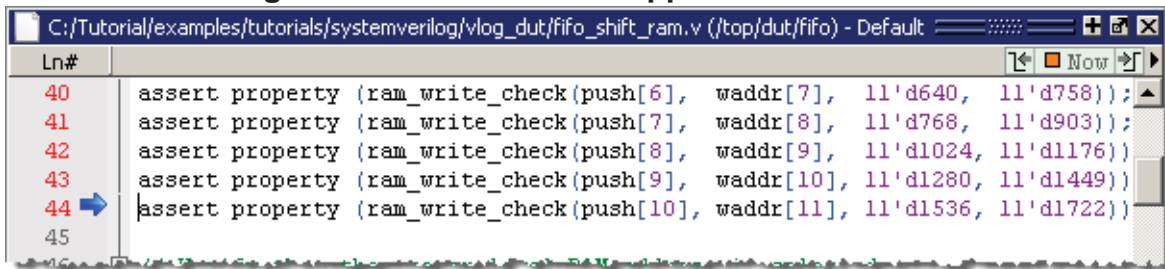 C:/Tutorial/examples/tutorials/systemverilog/vlog_dut/fifo_shift_ram.v (/top/dut/fifo) - Default
Ln# Now
40 assert property (ram_write_check(push[6], waddr[7], 11'd640, 11'd758));
41 assert property (ram_write_check(push[7], waddr[8], 11'd768, 11'd903));
42 assert property (ram_write_check(push[8], waddr[9], 11'd1024, 11'd1176))
43 assert property (ram_write_check(push[9], waddr[10], 11'd1280, 11'd1449))
44 assert property (ram_write_check(push[10], waddr[11], 11'd1536, 11'd1722))
45